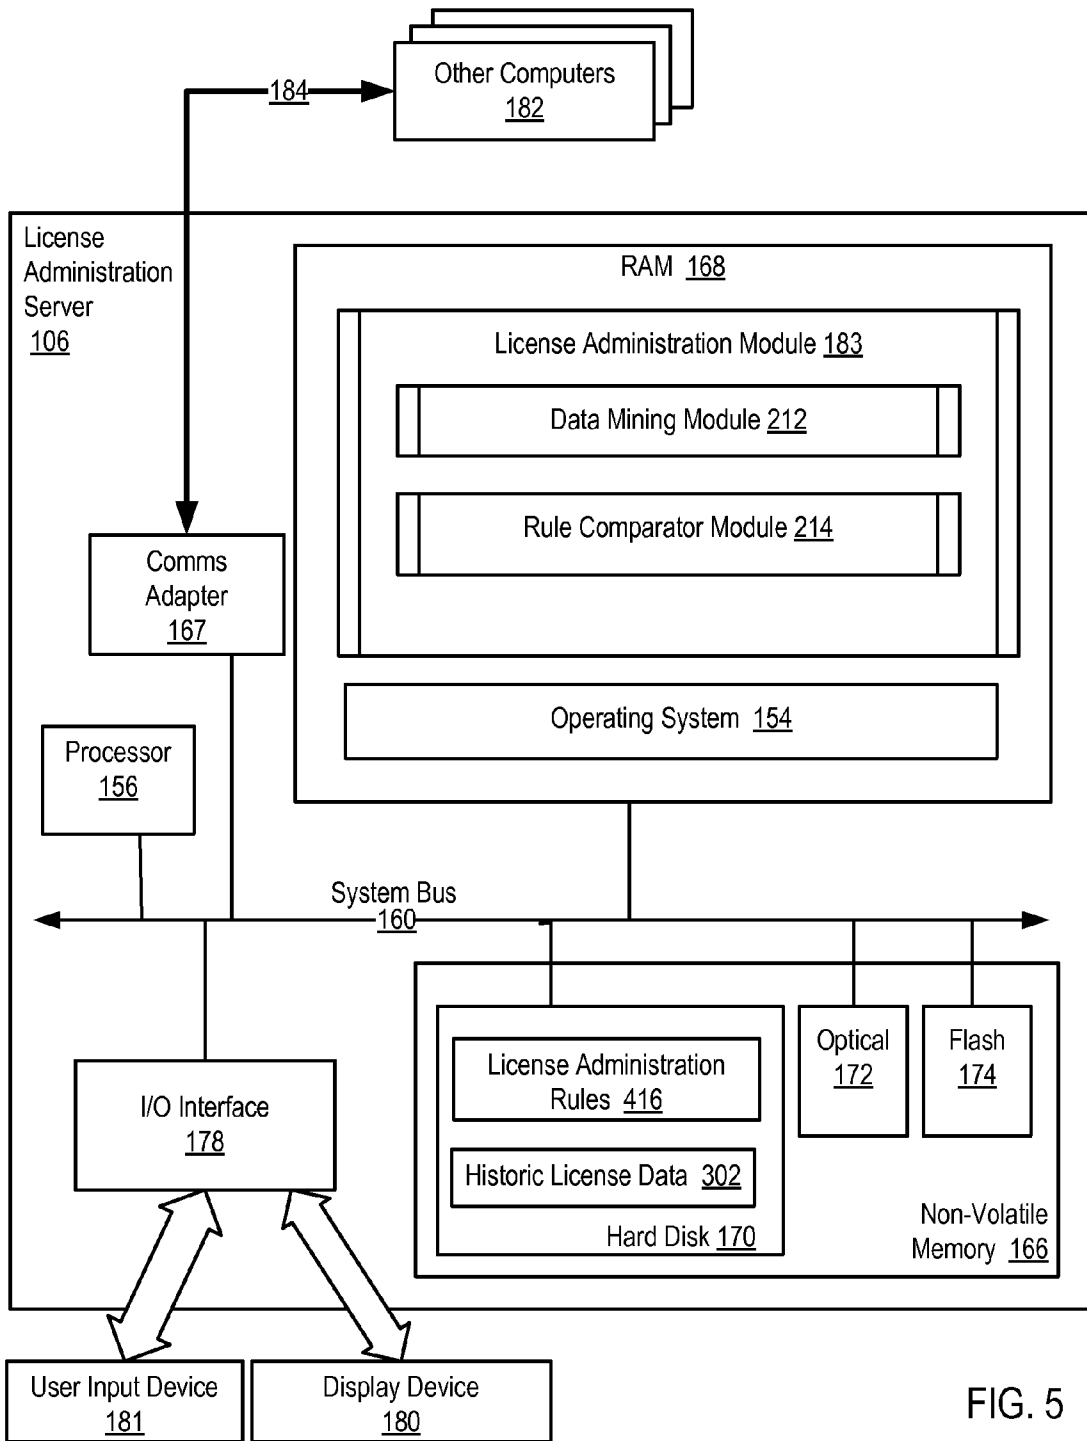 Other Computers
182
184
License
Administration
Server
106
RAM 168
License Administration Module 183
Data Mining Module 212
Rule Comparator Module 214
Comms
Adapter
167
Operating System 154
Processor
156
System Bus
160
I/O Interface
178
License Administration
Rules 416
Historic License Data 302
Hard Disk 170
Optical
172
Flash
174
Non-Volatile
Memory 166
User Input Device
181
Display Device
180
FIG. 5